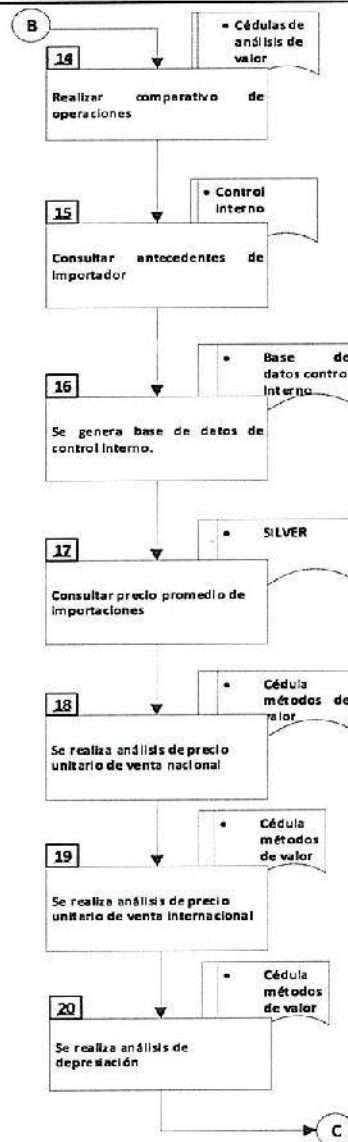 B
• Cédulas de
análisis de
valor
14
Realizar comparativo de
operaciones
• Control
Interno
15
Consultar antecedentes de
Importador
• Base de
datos contro
Interno
16
Se genera base de datos de
control Interno.
• SILVER
17
Consultar precio promedio de
importaciones
• Cédula
métodos de
valor
18
Se realiza análisis de precio
unitario de venta nacional
• Cédula
métodos
de valor
19
Se realiza análisis de precio
unitario de venta internacional
• Cédula
métodos
de valor
20
Se realiza análisis de
depresiación
C